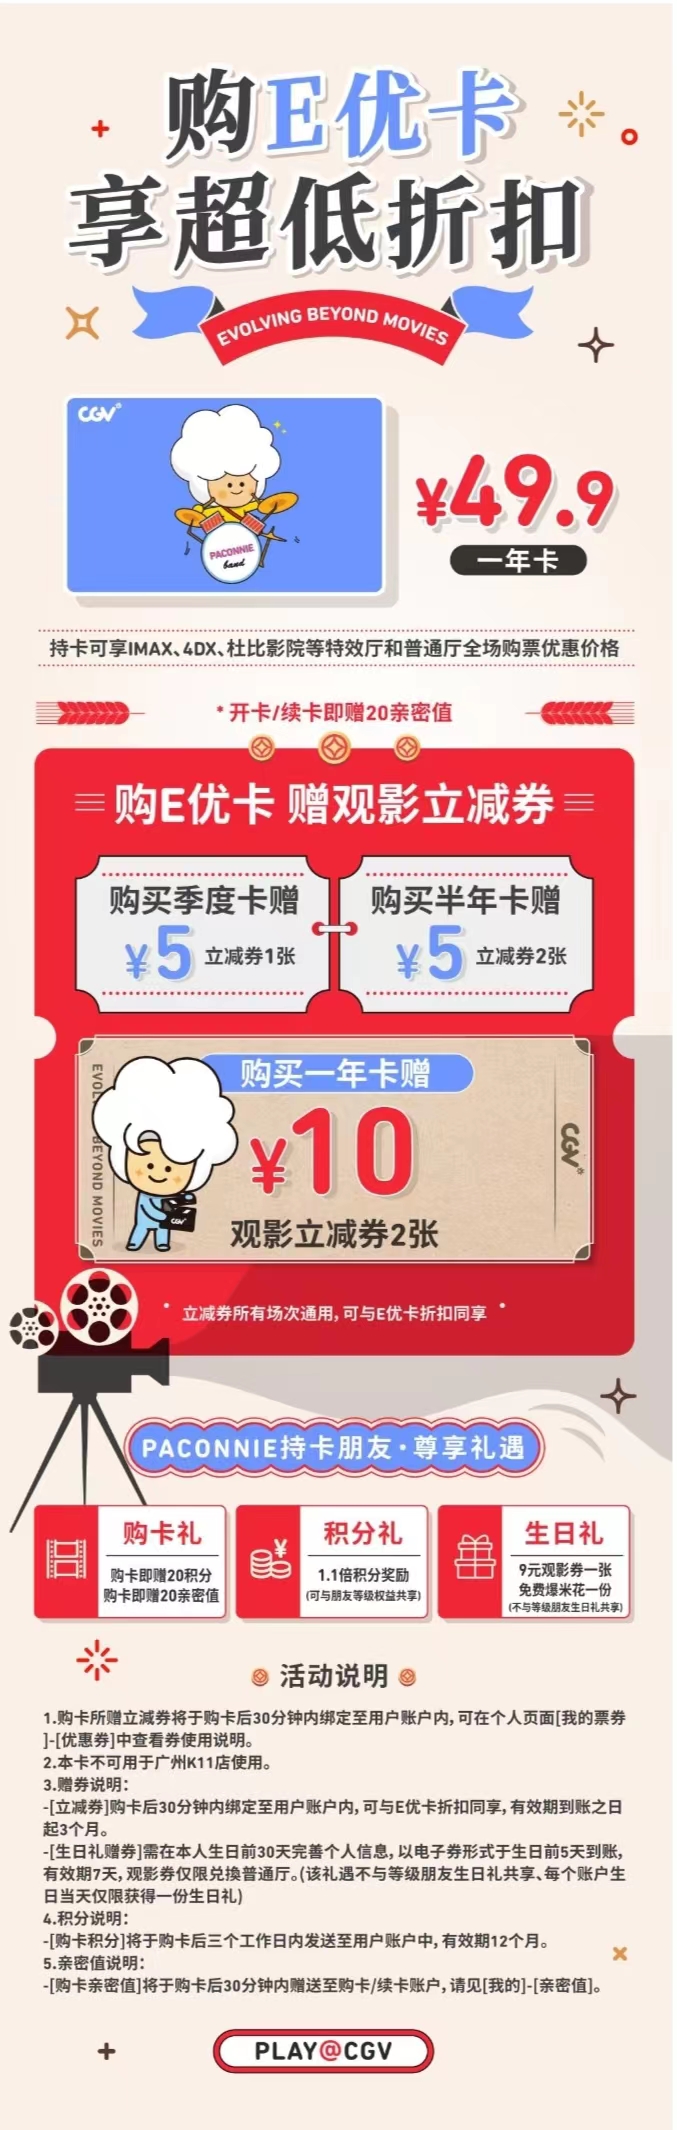 购E优卡
享超低折扣
EVOLVING BEYOND MOVIES
CGV
PACONNIE
band
¥49.9
一年卡
持卡可享IMAX、4DX、杜比影院等特效厅和普通厅全场购票优惠价格
*开卡/续卡即赠20亲密值
购E优卡 赠观影立减券
购买季度卡赠
¥5 立减券1张
购买半年卡赠
¥5 立减券2张
购买一年卡赠
¥10
观影立减券2张
BEYOND MOVIES
CGV
CGV
立减券所有场次通用，可与E优卡折扣同享
PACONNIE持卡朋友·尊享礼遇
购卡礼
购卡即赠20积分
购卡即赠20亲密值
积分礼
1.1倍积分奖励
(可与朋友等级权益共享)
生日礼
9元观影券一张
免费爆米花一份
(不与等级朋友生日礼共享)
活动说明
1.购卡所赠立减券将于购卡后30分钟内绑定至用户账户内，可在个人页面[我的票券
]-[优惠券]中查看券使用说明。
2.本卡不可用于广州K11店使用。
3.赠券说明：
-[立减券]购卡后30分钟内绑定至用户账户内，可与E优卡折扣同享，有效期到账之日
起3个月。
-[生日礼赠券]需在本人生日前30天完善个人信息，以电子券形式于生日前5天到账，
有效期7天，观影券仅限兑换普通厅。(该礼遇不与等级朋友生日礼共享、每个账户生
日当天仅限获得一份生日礼)
4.积分说明：
-[购卡积分]将于购卡后三个工作日内发送至用户账户中，有效期12个月。
5.亲密值说明：
-[购卡亲密值]将于购卡后30分钟内赠送至购卡/续卡账户，请见[我的]-[亲密值]。
PLAY@CGV